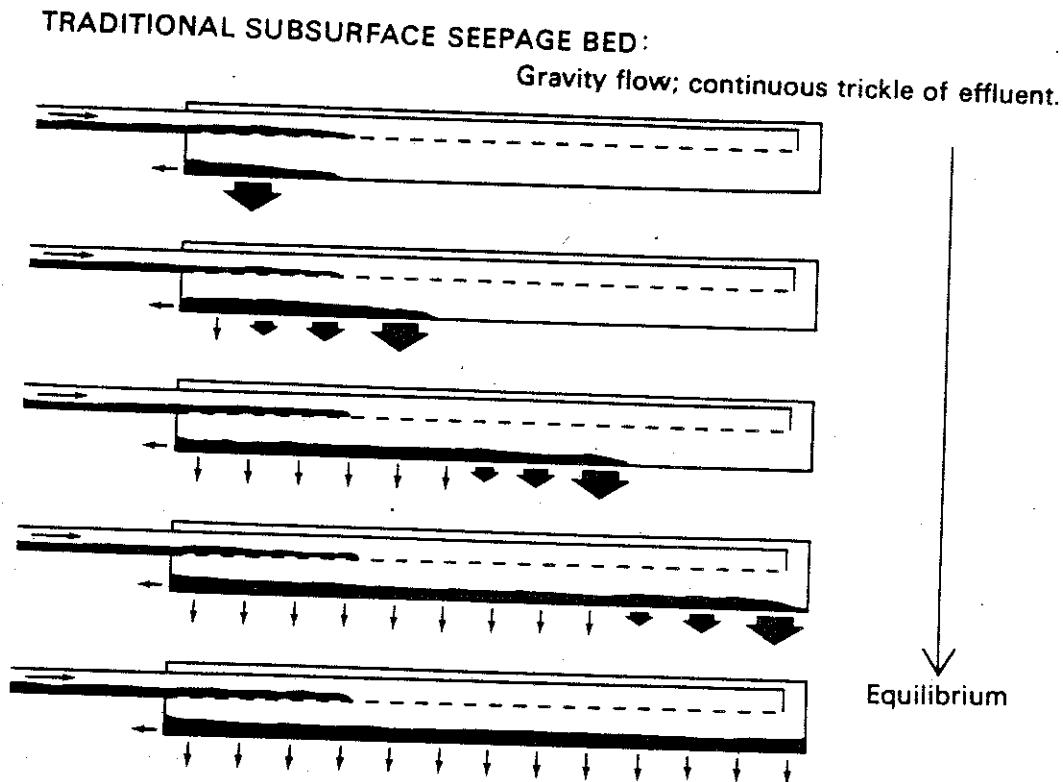 TRADITIONAL SUBSURFACE SEEPAGE BED:
Gravity flow; continuous trickle of effluent.
Equilibrium